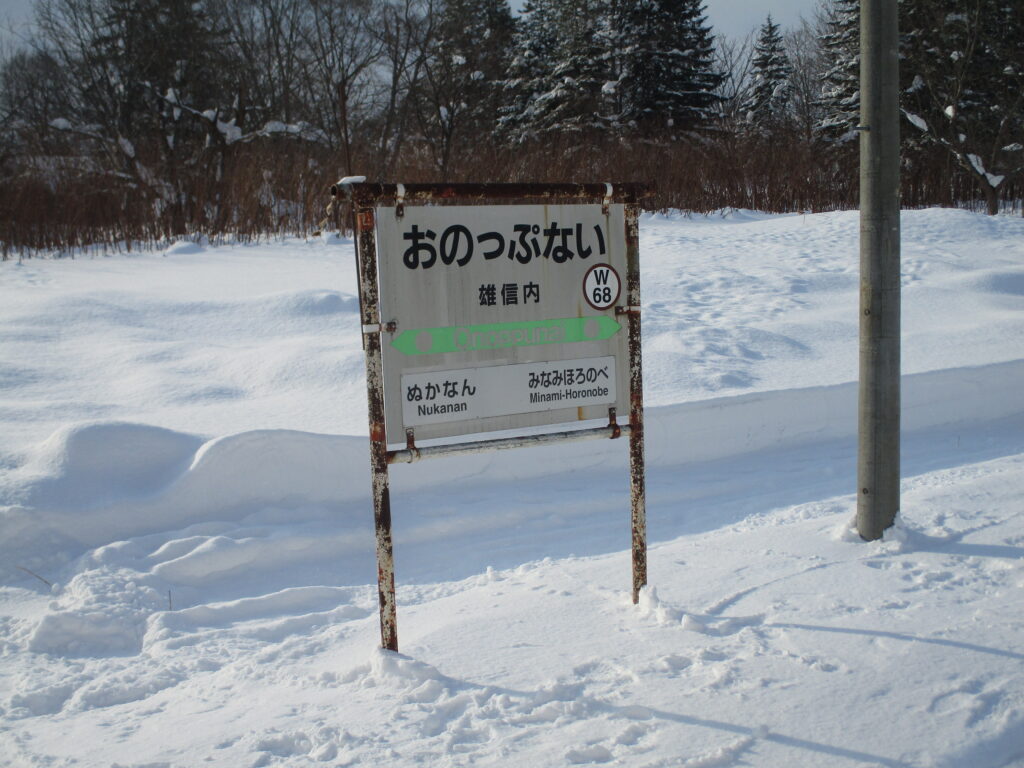 おのっぷない
雄信内
W
68
Onoppunai
ぬかなん
Nukanan
みなみほろのべ
Minami-Horonobe